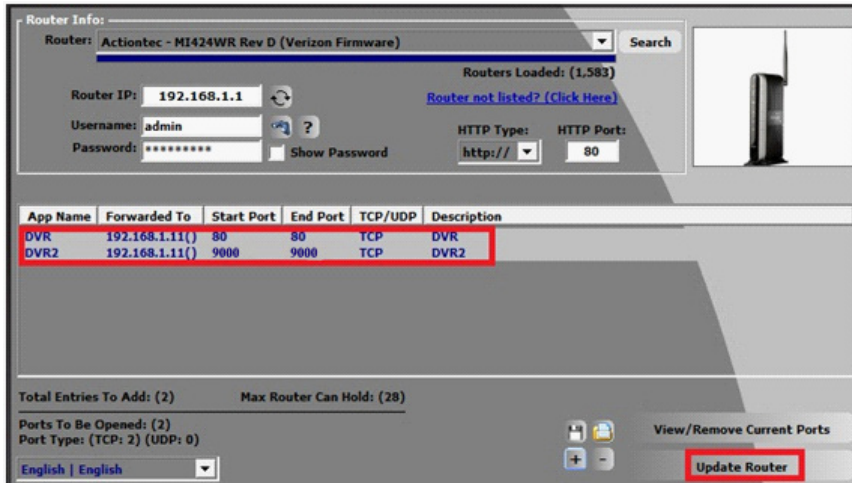 Router Info:
Router: Actiontec - MI424WR Rev D (Verizon Firmware) Search
Routers Loaded: (1,583)
Router IP: 192.168.1.1 Router not listed? (Click Here)
Username: admin ? HTTP Type: HTTP Port:
Password: ********* Show Password http:// 80
App Name Forwarded To Start Port End Port TCP/UDP Description
DVR 192.168.1.11() 80 80 TCP DVR
DVR2 192.168.1.11() 9000 9000 TCP DVR2
Total Entries To Add: (2) Max Router Can Hold: (28)
Ports To Be Opened: (2)
Port Type: (TCP: 2) (UDP: 0) View/Remove Current Ports
English | English + - Update Router